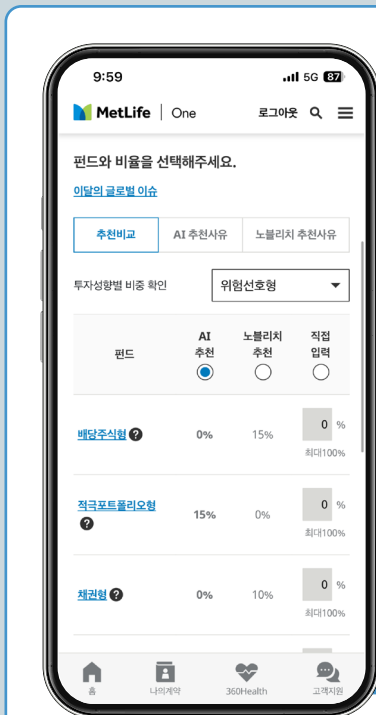 9:59
5G 87
MetLife One 로그아웃
펀드와 비율을 선택해주세요.
이달의 글로벌 이슈
추천비교 AI 추천사유 노블리치 추천사유
투자성향별 비중 확인 위험선호형
펀드 AI 추천 노블리치 추천 직접 입력
배당주식형 ? 0% 15% 0 %
최대100%
적극포트폴리오형 ? 15% 0% 0 %
최대100%
채권형 ? 0% 10% 0 %
최대100%
홈 나의계약 360Health 고객지원